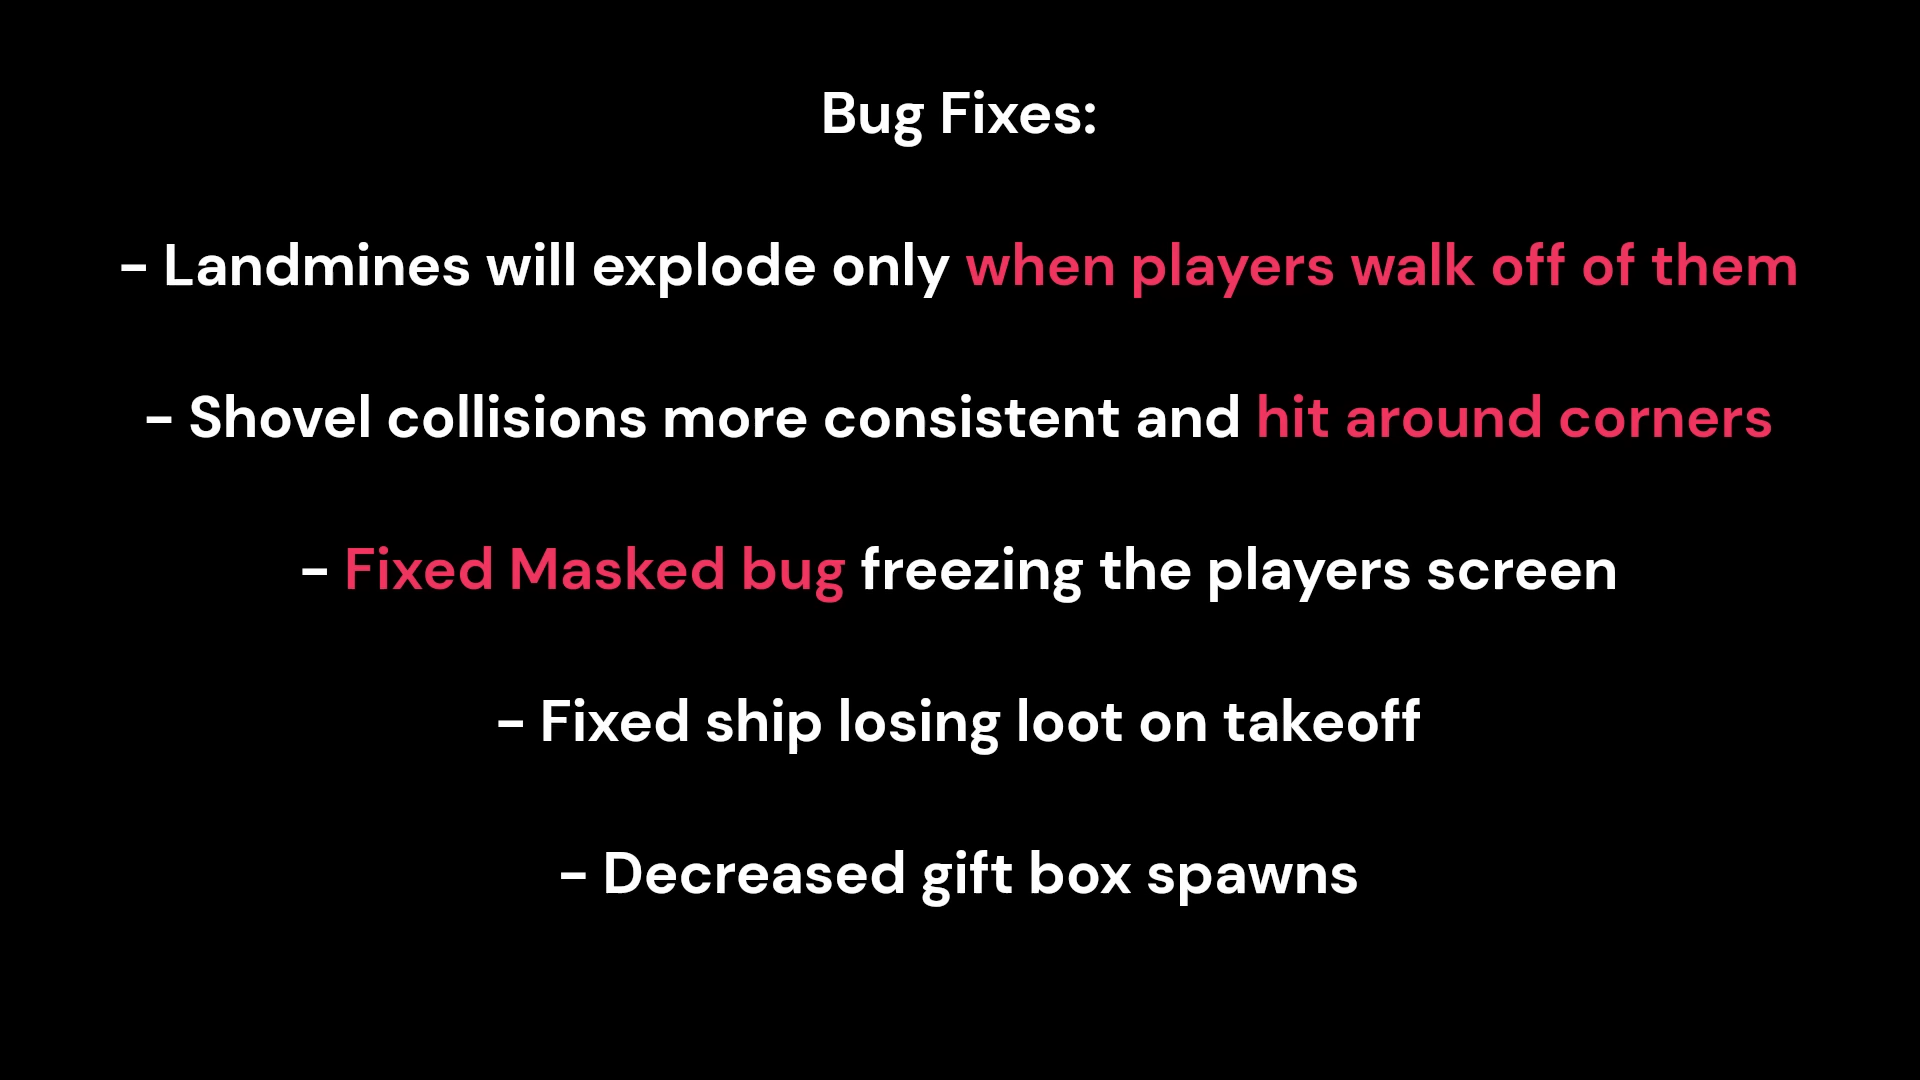 Bug Fixes:
- Landmines will explode only when players walk off of them
- Shovel collisions more consistent and hit around corners
- Fixed Masked bug freezing the players screen
- Fixed ship losing loot on takeoff
- Decreased gift box spawns